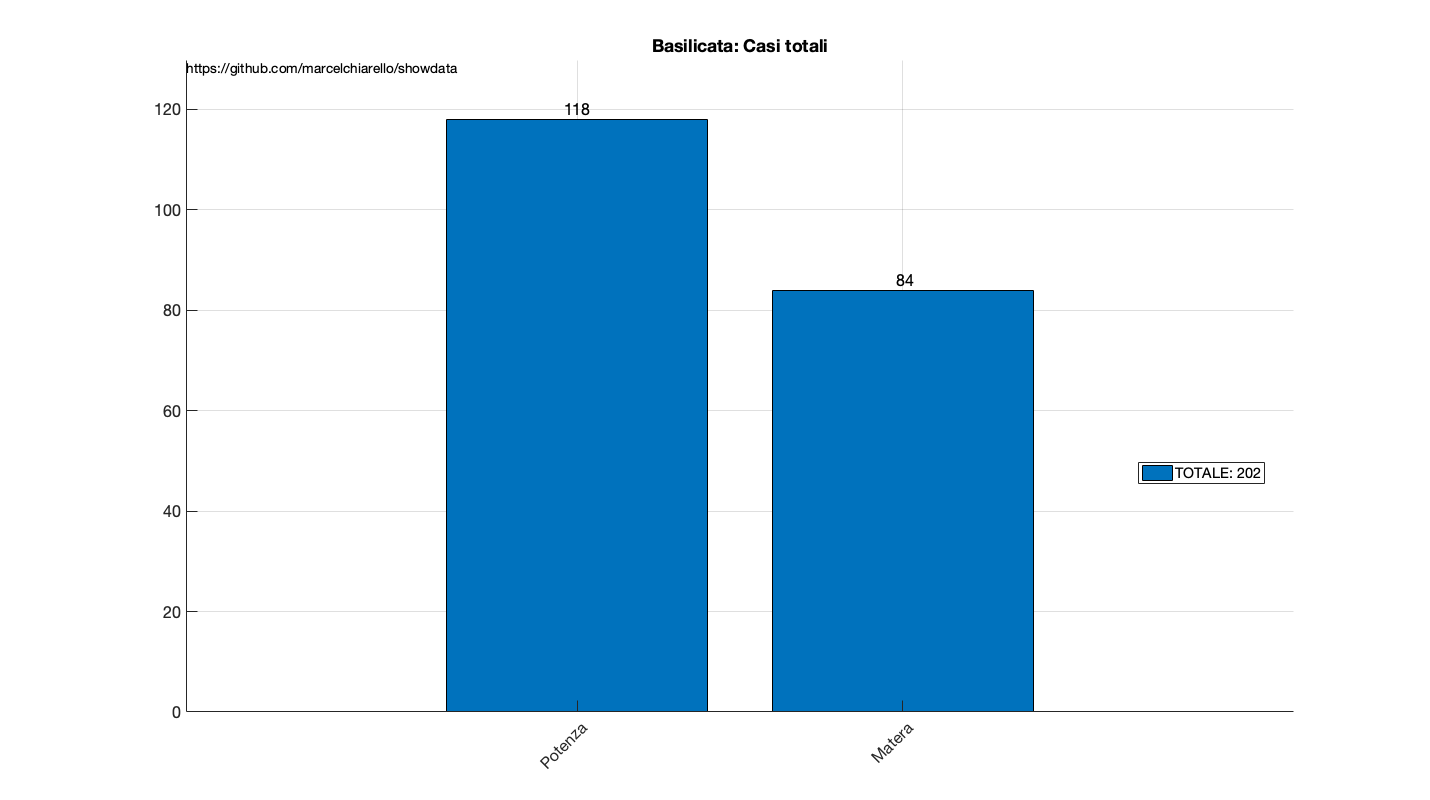 Basilicata: Casi totali
https://github.com/marcelchiarello/showdata
120
100
80
60
40
20
0
118
84
TOTALE: 202
Potenza
Matera